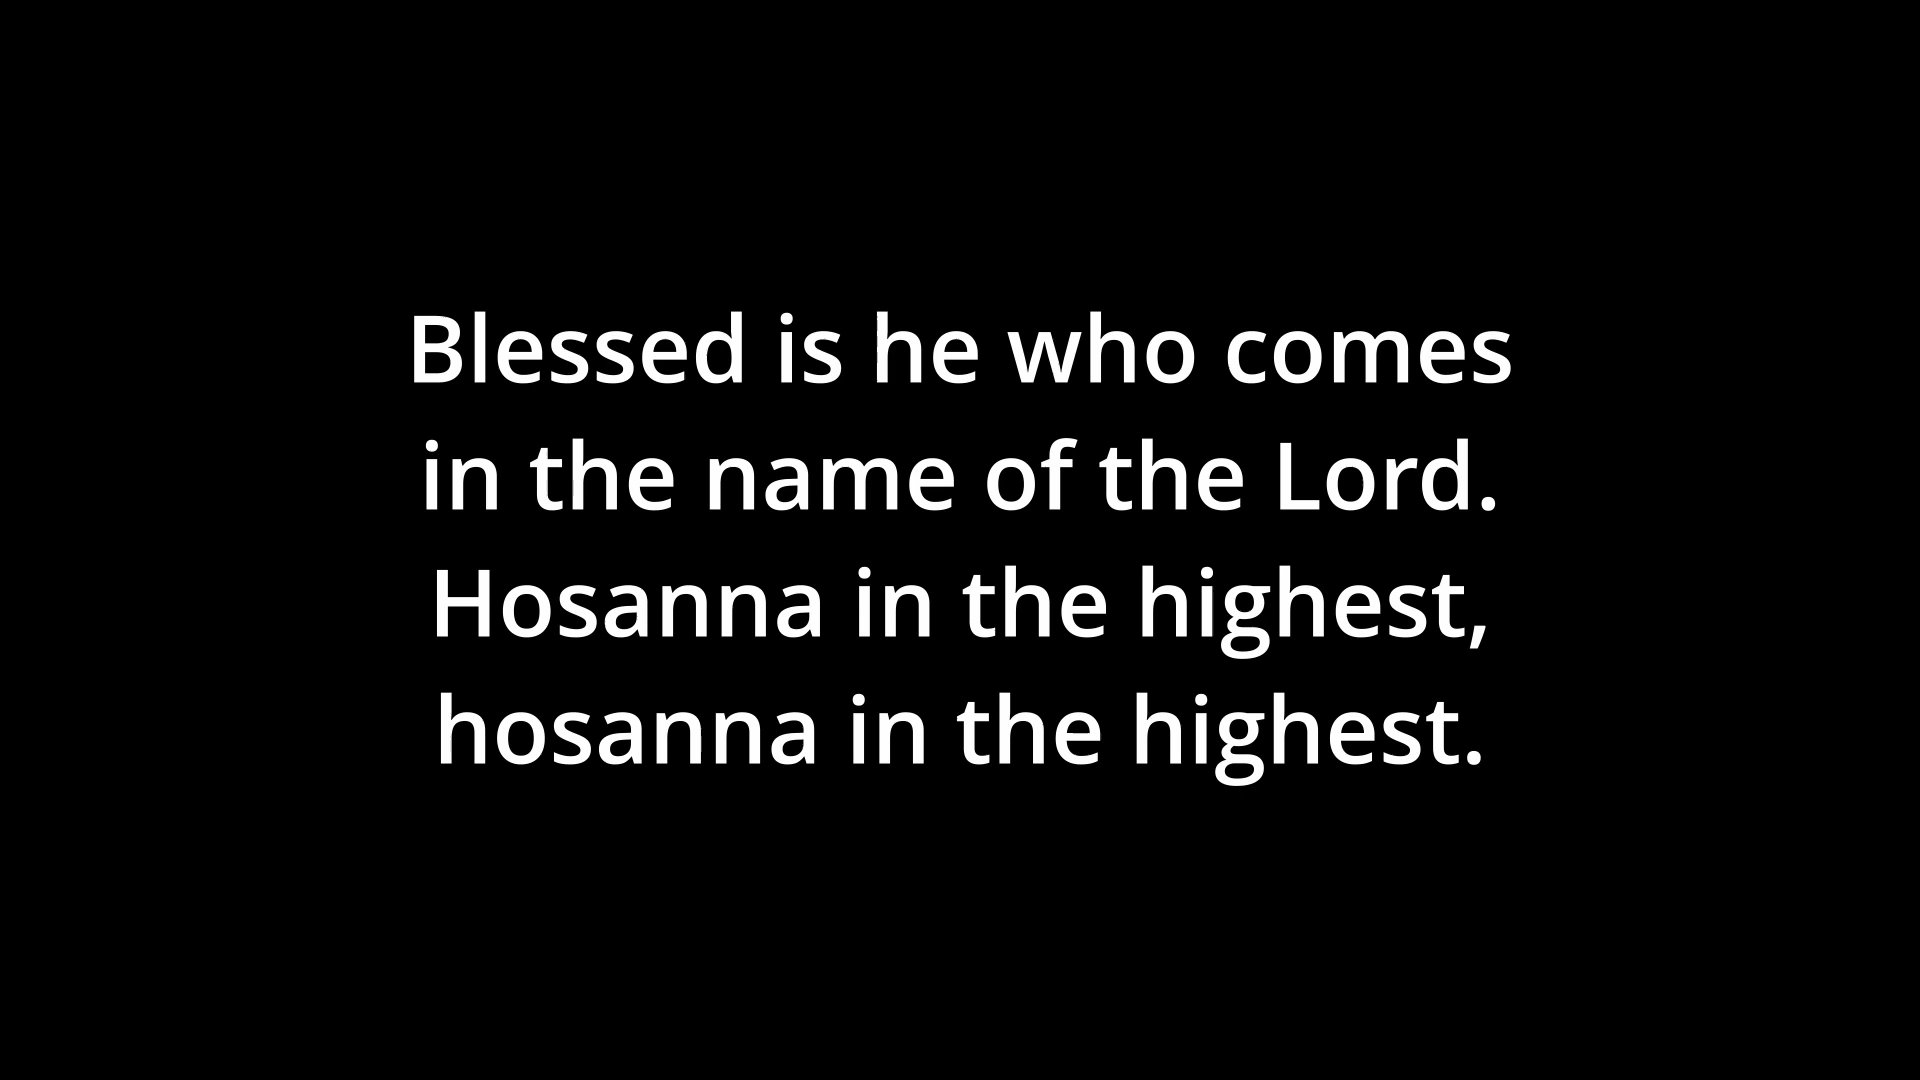 Blessed is he who comes
in the name of the Lord.
Hosanna in the highest,
hosanna in the highest.